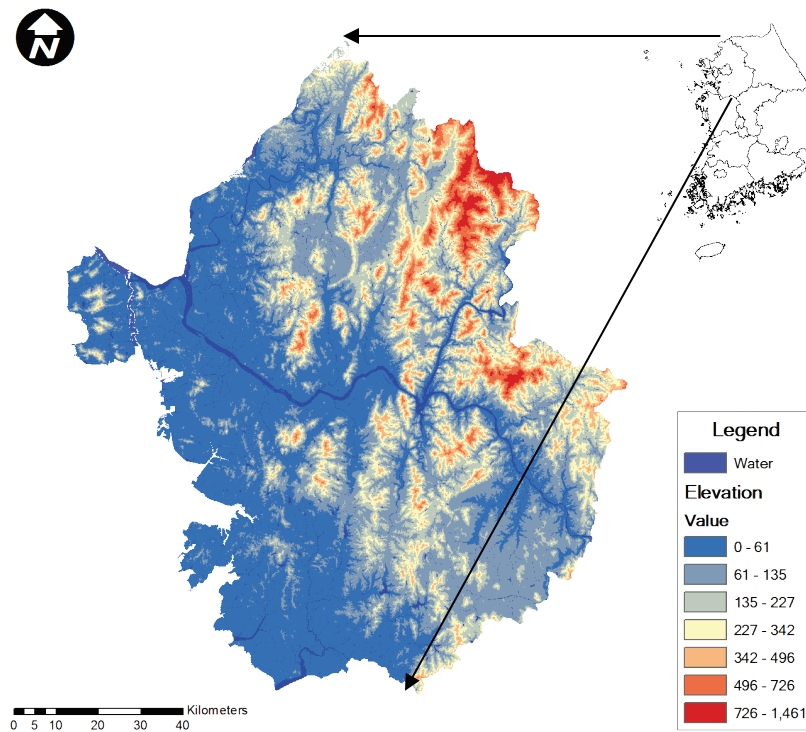 N
Legend
Water
Elevation
Value
0 - 61
61 - 135
135 - 227
227 - 342
342 - 496
496 - 726
726 - 1,461
Kilometers
0 5 10 20 30 40